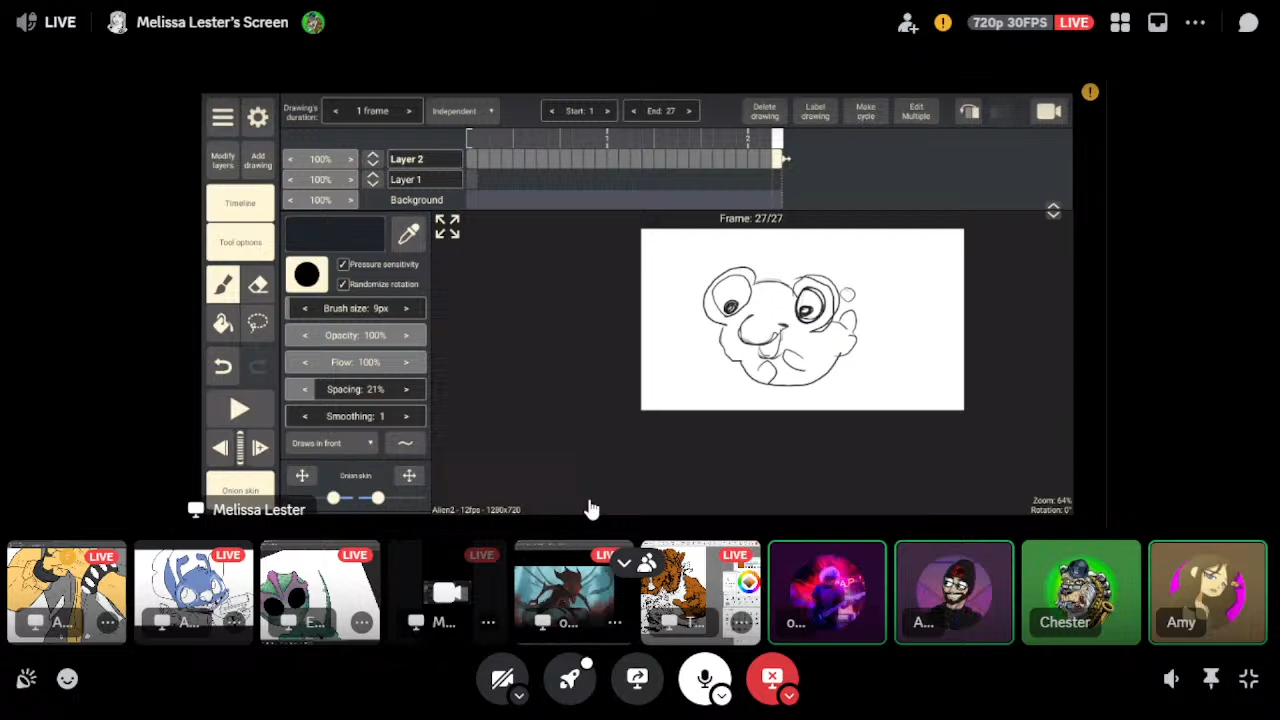 LIVE
Melissa Lester's Screen
720p 30FPS LIVE
Drawing's duration:
1 frame
Independent
Start: 1
End: 27
Delete drawing
Label drawing
Make cycle
Edit Multiple
1
2
Modify layers
Add drawing
100%
Layer 2
100%
Layer 1
100%
Background
Timeline
Frame: 27/27
Tool options
Pressure sensitivity
Randomize rotation
Brush size: 9px
Opacity: 100%
Flow: 100%
Spacing: 21%
Smoothing: 1
Draws in front
Onion skin
Onion skin
Zoom: 64%
Rotation: 0°
Alien2 - 12fps - 1280x720
Melissa Lester
LIVE
LIVE
LIVE
LIVE
LIVE
A...
A...
E...
M...
o...
T...
o...
A...
Chester
Amy